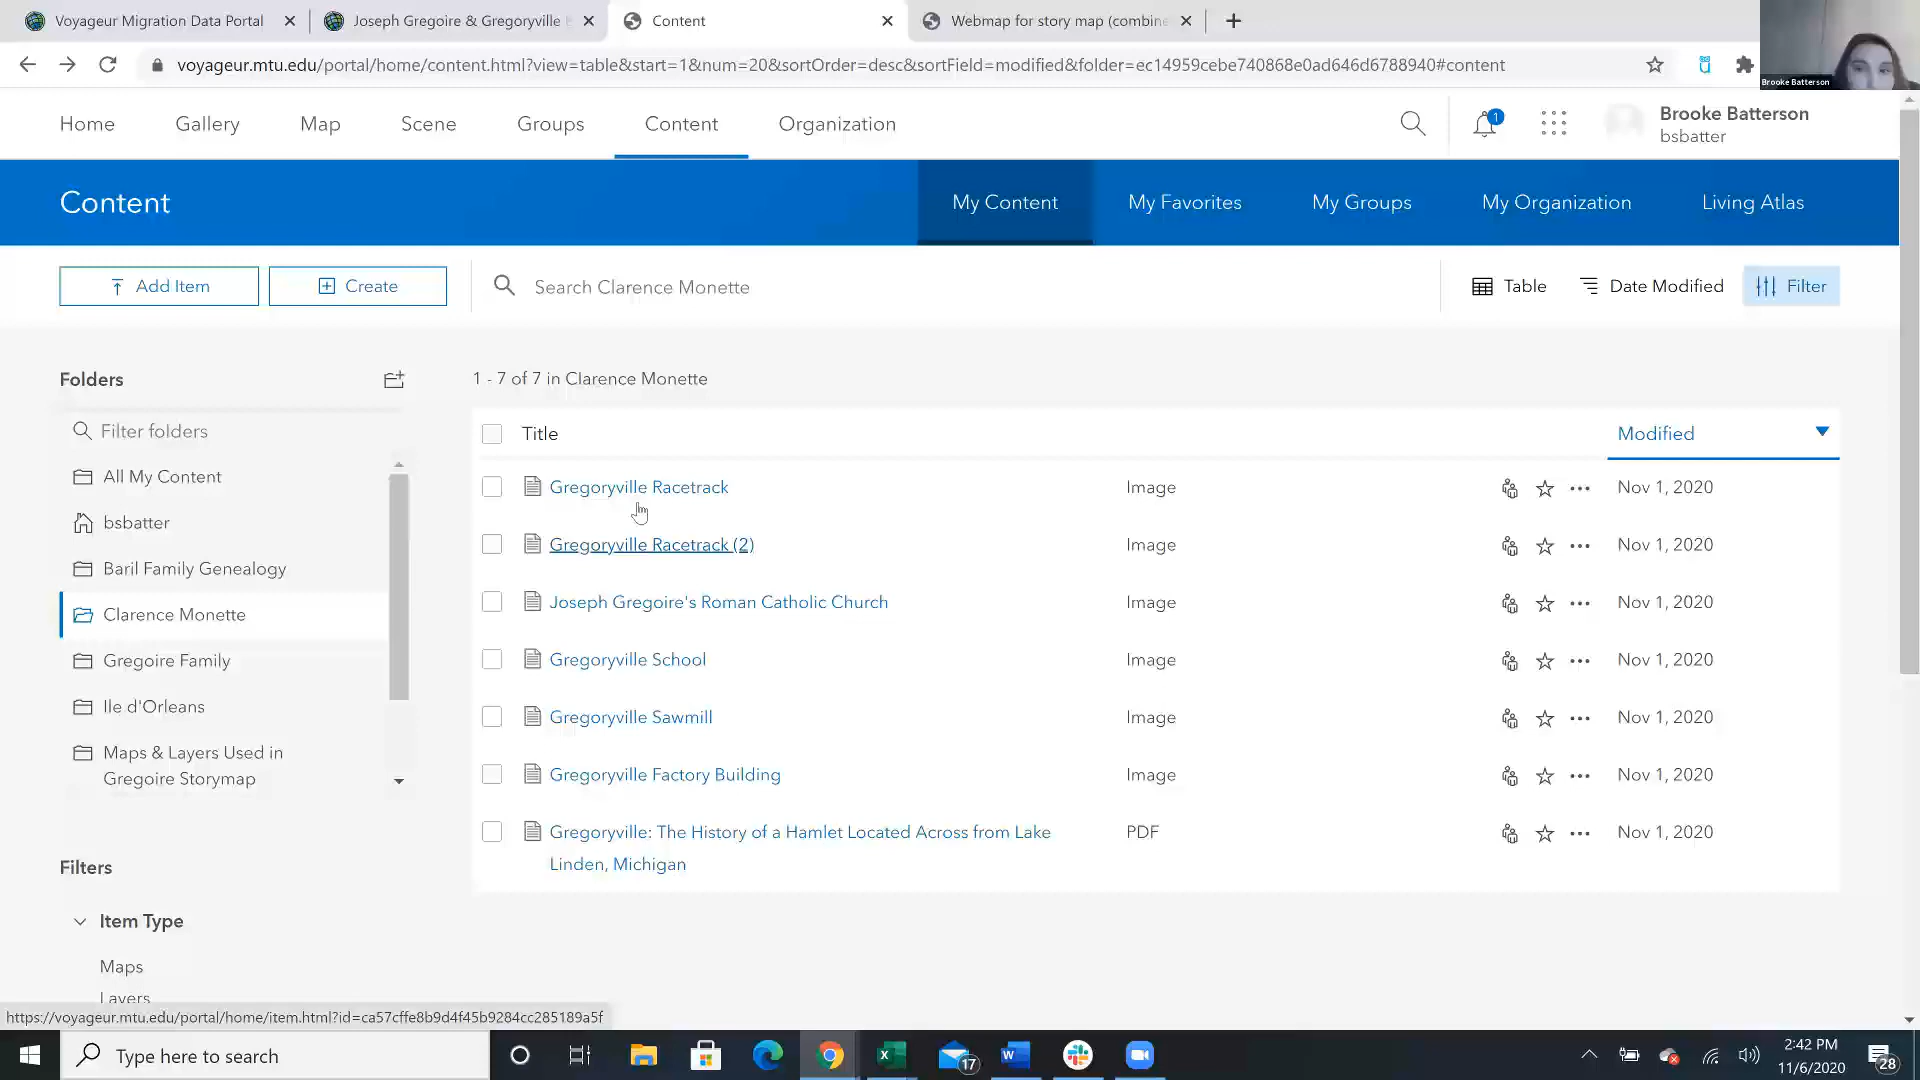 Voyageur Migration Data Portal
Joseph Gregoire & Gregoryville
Content
Webmap for story map (combine
voyageur.mtu.edu/portal/home/content.html?view=table&start=1&num=20&sortOrder=desc&sortField=modified&folder=ec14959cebe740868e0ad646d6788940#content
Brooke Batterson
Home Gallery Map Scene Groups Content Organization
1
Brooke Batterson
bsbatter
Content
My Content My Favorites My Groups My Organization Living Atlas
Add Item Create Search Clarence Monette Table Date Modified Filter
Folders
1 - 7 of 7 in Clarence Monette
Filter folders
All My Content
bsbatter
Baril Family Genealogy
Clarence Monette
Gregoire Family
Ile d'Orleans
Maps & Layers Used in
Gregoire Storymap
Title Modified
Gregoryville Racetrack Image Nov 1, 2020
Gregoryville Racetrack (2) Image Nov 1, 2020
Joseph Gregoire's Roman Catholic Church Image Nov 1, 2020
Gregoryville School Image Nov 1, 2020
Gregoryville Sawmill Image Nov 1, 2020
Gregoryville Factory Building Image Nov 1, 2020
Gregoryville: The History of a Hamlet Located Across from Lake PDF Nov 1, 2020
Linden, Michigan
Filters
Item Type
Maps
Layers
https://voyageur.mtu.edu/portal/home/item.html?id=ca57cffe8b9d4f45b9284cc285189a5f
Type here to search
17
2:42 PM
11/6/2020
28